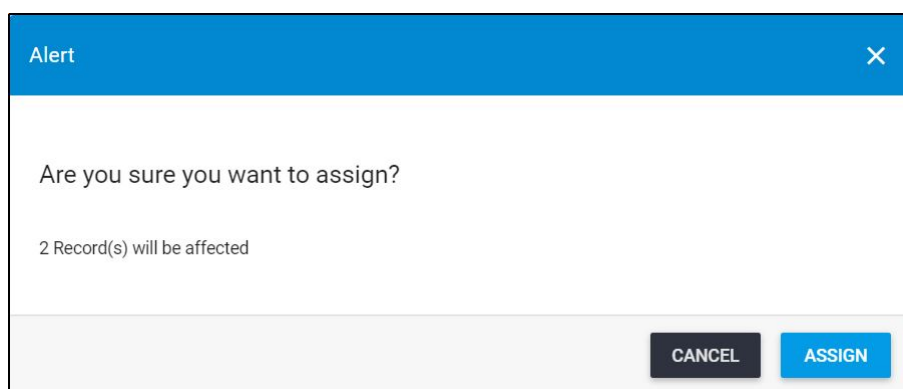 Alert
Are you sure you want to assign?
2 Record(s) will be affected
CANCEL ASSIGN